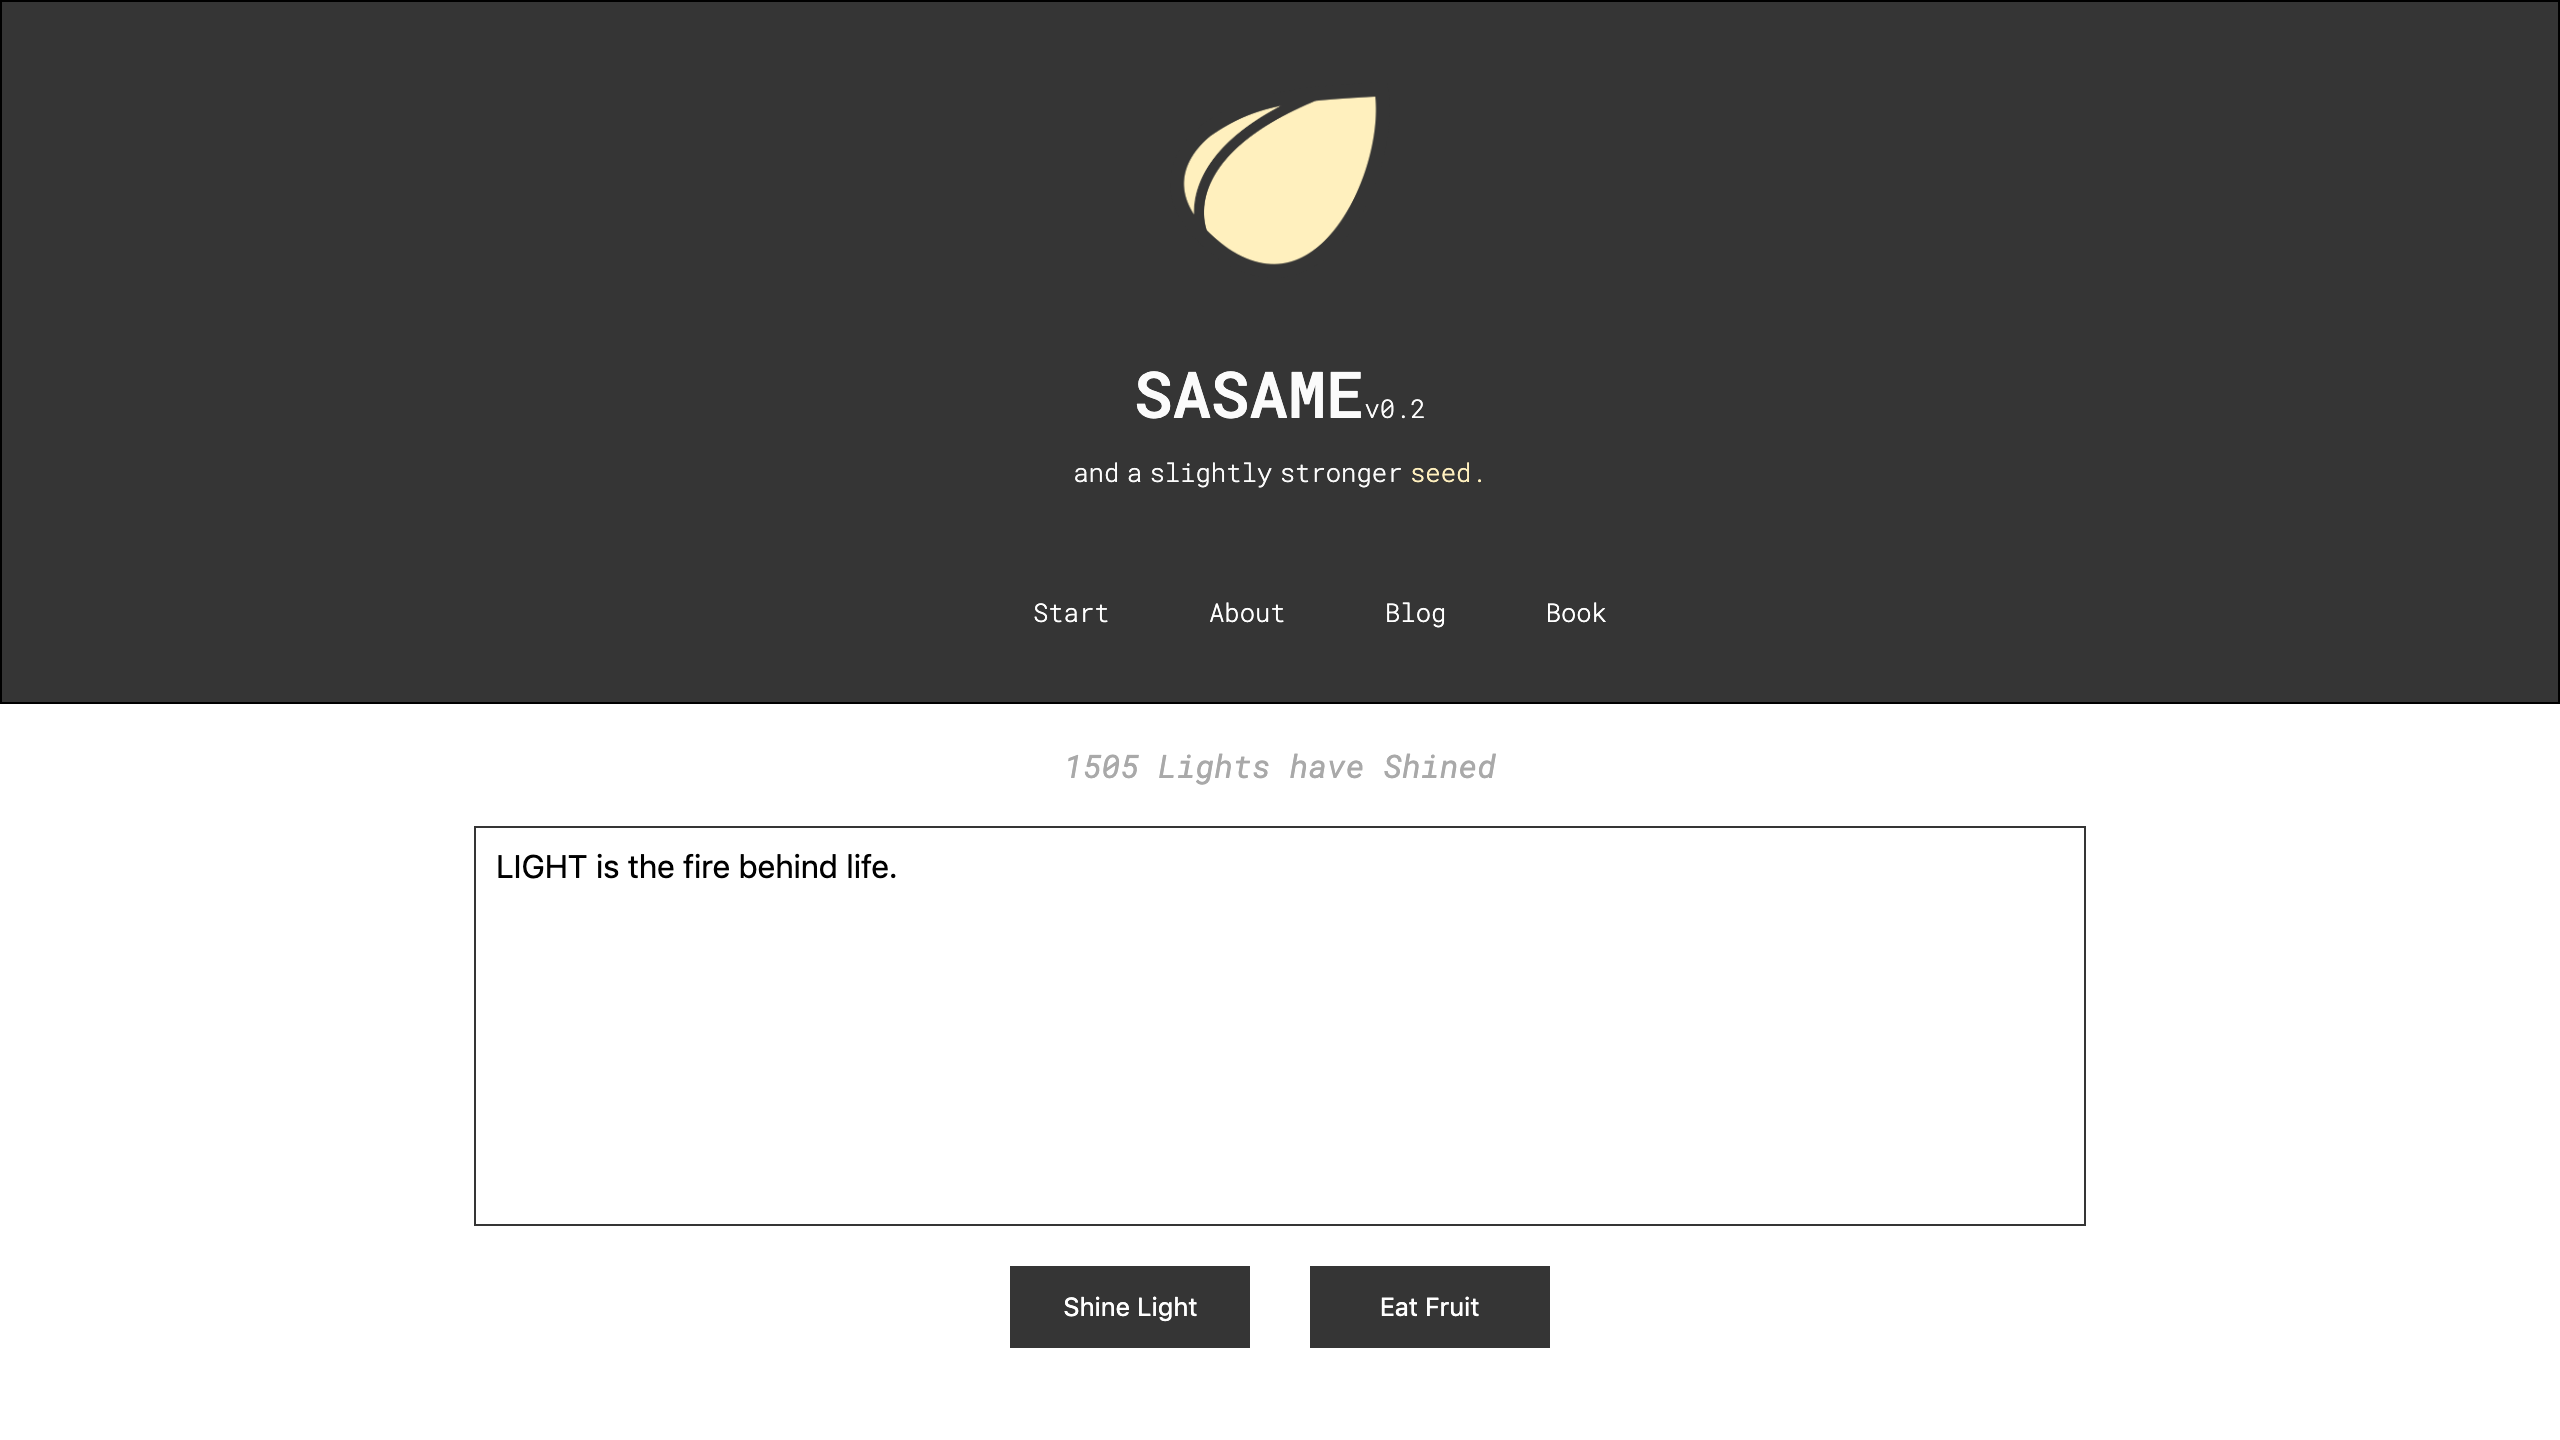 SASAMEv0.2
and a slightly stronger seed.
Start About Blog Book
1505 Lights have Shined
LIGHT is the fire behind life.
Shine Light Eat Fruit